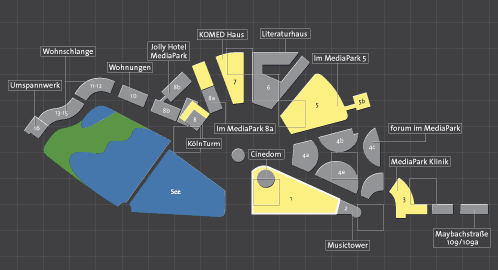 KOMED Haus
Literaturhaus
Jolly Hotel
MediaPark
Wohnschlange
Im MediaPark 5
Wohnungen
Umspannwerk
7
6
11-12
8b
10
8a
5
5b
8b
13-15
8
16
Im MediaPark 8a
forum im MediaPark
KölnTurm
4b
4c
4a
Cinedom
MediaPark Klinik
4e
See
1
3
2
Musictower
Maybachstraße
109/109a